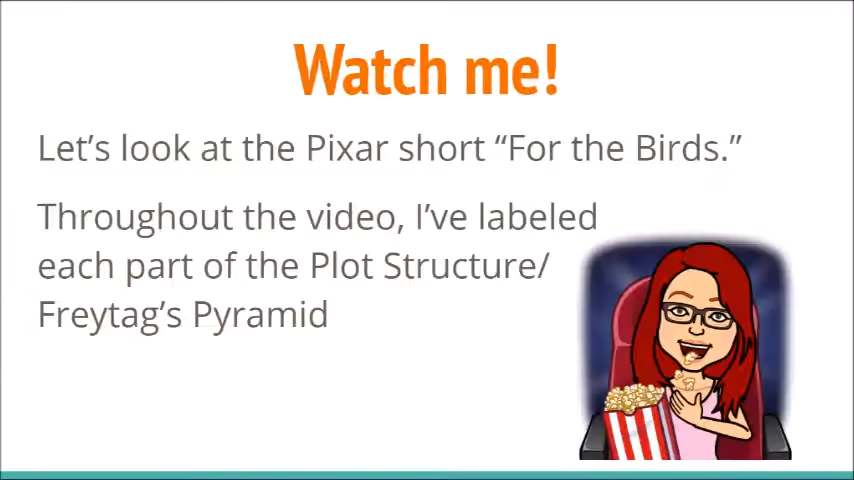 Watch me!
Let’s look at the Pixar short “For the Birds.”
Throughout the video, I’ve labeled
each part of the Plot Structure/
Freytag’s Pyramid